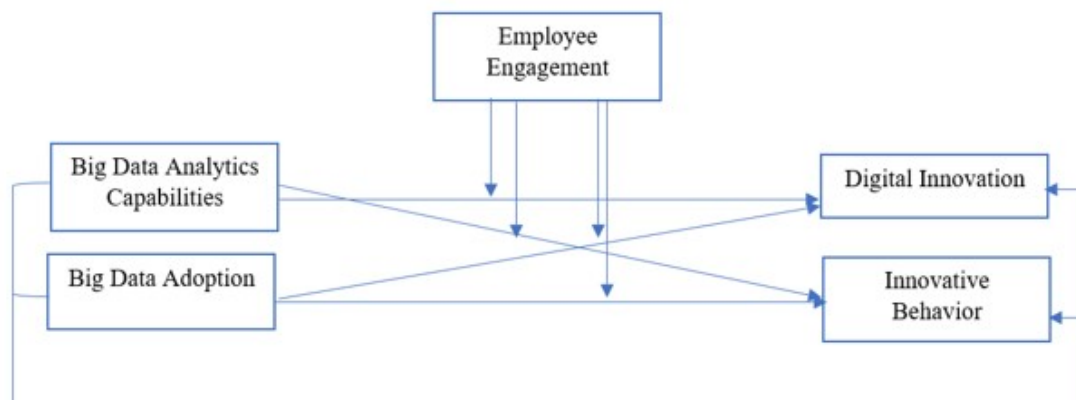 Employee
Engagement
Big Data Analytics
Capabilities
Digital Innovation
Big Data Adoption
Innovative
Behavior